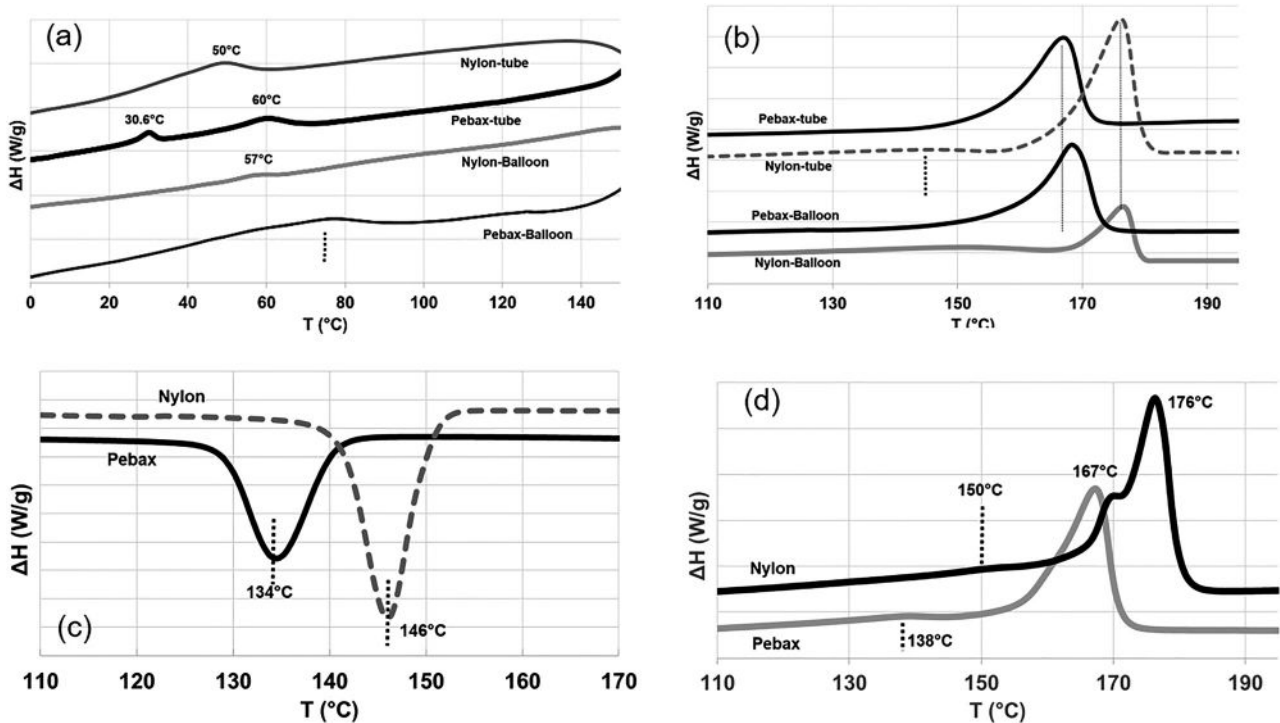 (a)
50°C
Nylon-tube
30.6°C
60°C
Pebax-tube
57°C
Nylon-Balloon
Pebax-Balloon
ΔH (W/g)
0 20 40 60 80 100 120 140
T (°C)
(b)
Pebax-tube
Nylon-tube
Pebax-Balloon
Nylon-Balloon
ΔH (W/g)
110 130 150 170 190
T (°C)
Nylon
Pebax
134°C
146°C
(c)
ΔH (W/g)
110 120 130 140 150 160 170
T (°C)
(d)
176°C
167°C
150°C
Nylon
138°C
Pebax
ΔH (W/g)
110 130 150 170 190
T (°C)